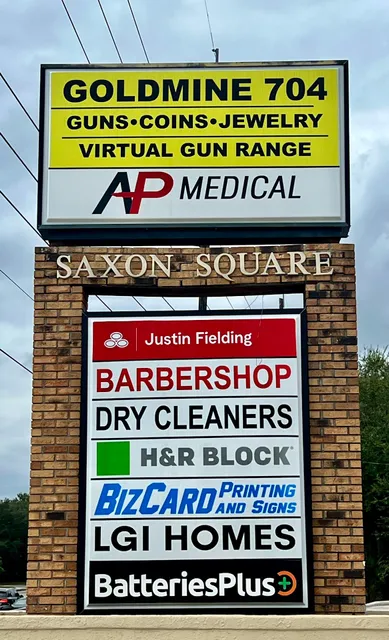 GOLDMINE 704
GUNS•COINS•JEWELRY
VIRTUAL GUN RANGE
AP MEDICAL
SAXON SQUARE
Justin Fielding
BARBERSHOP
DRY CLEANERS
H&R BLOCK
BIZCARD PRINTING
AND SIGNS
LGI HOMES
BatteriesPlus+